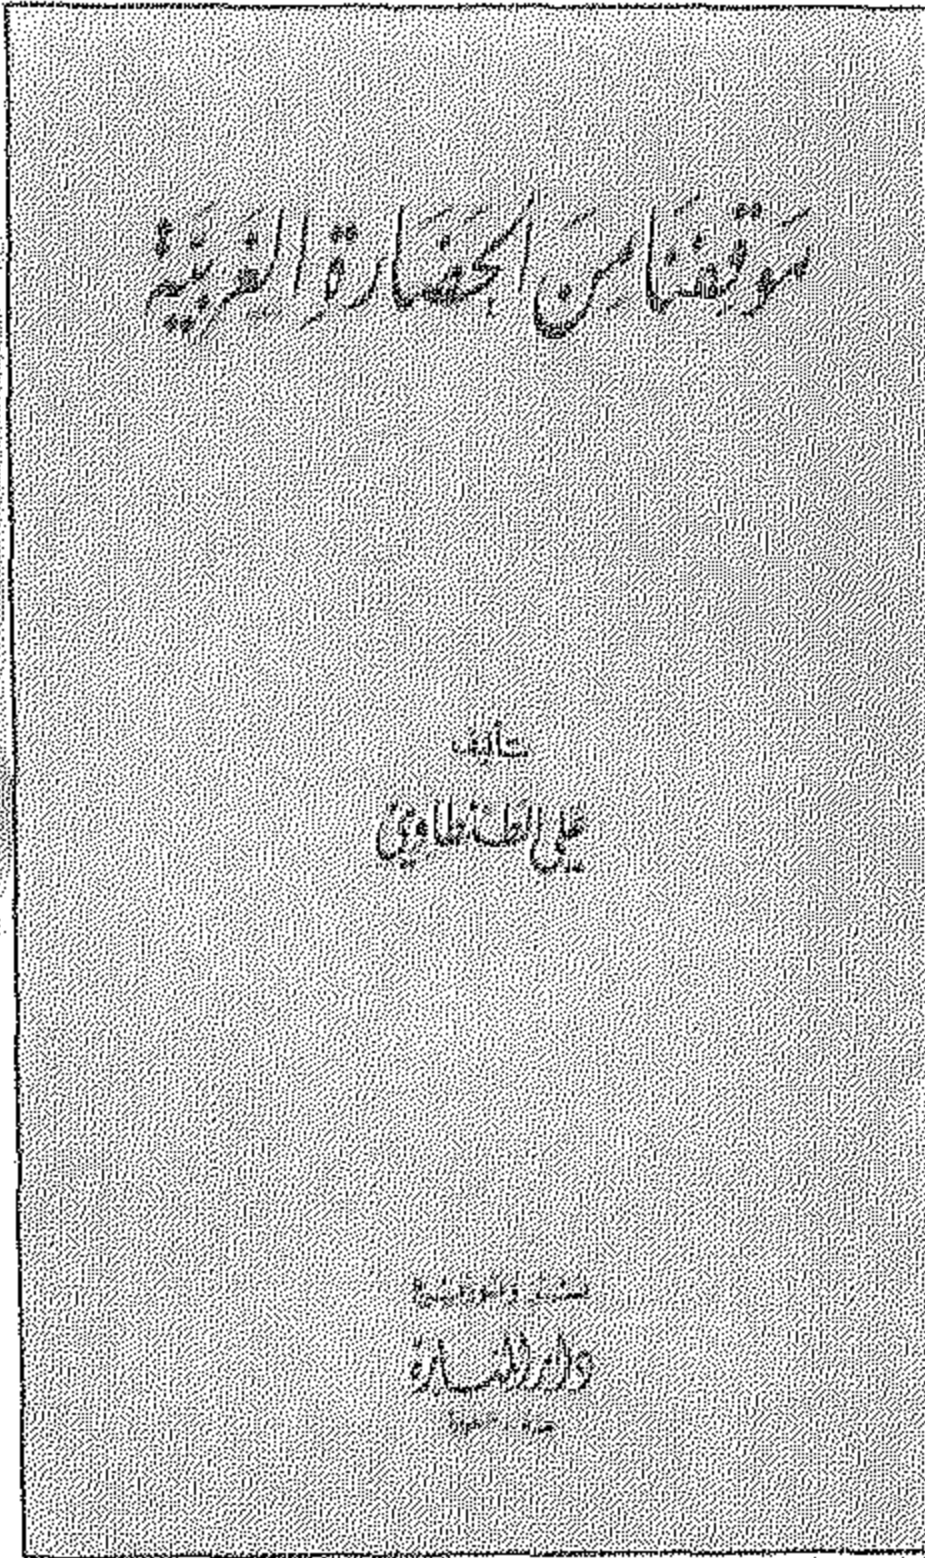 موقفنا من الحضارة الغربية
تأليف
علي الطنطاوي
دار المنارة